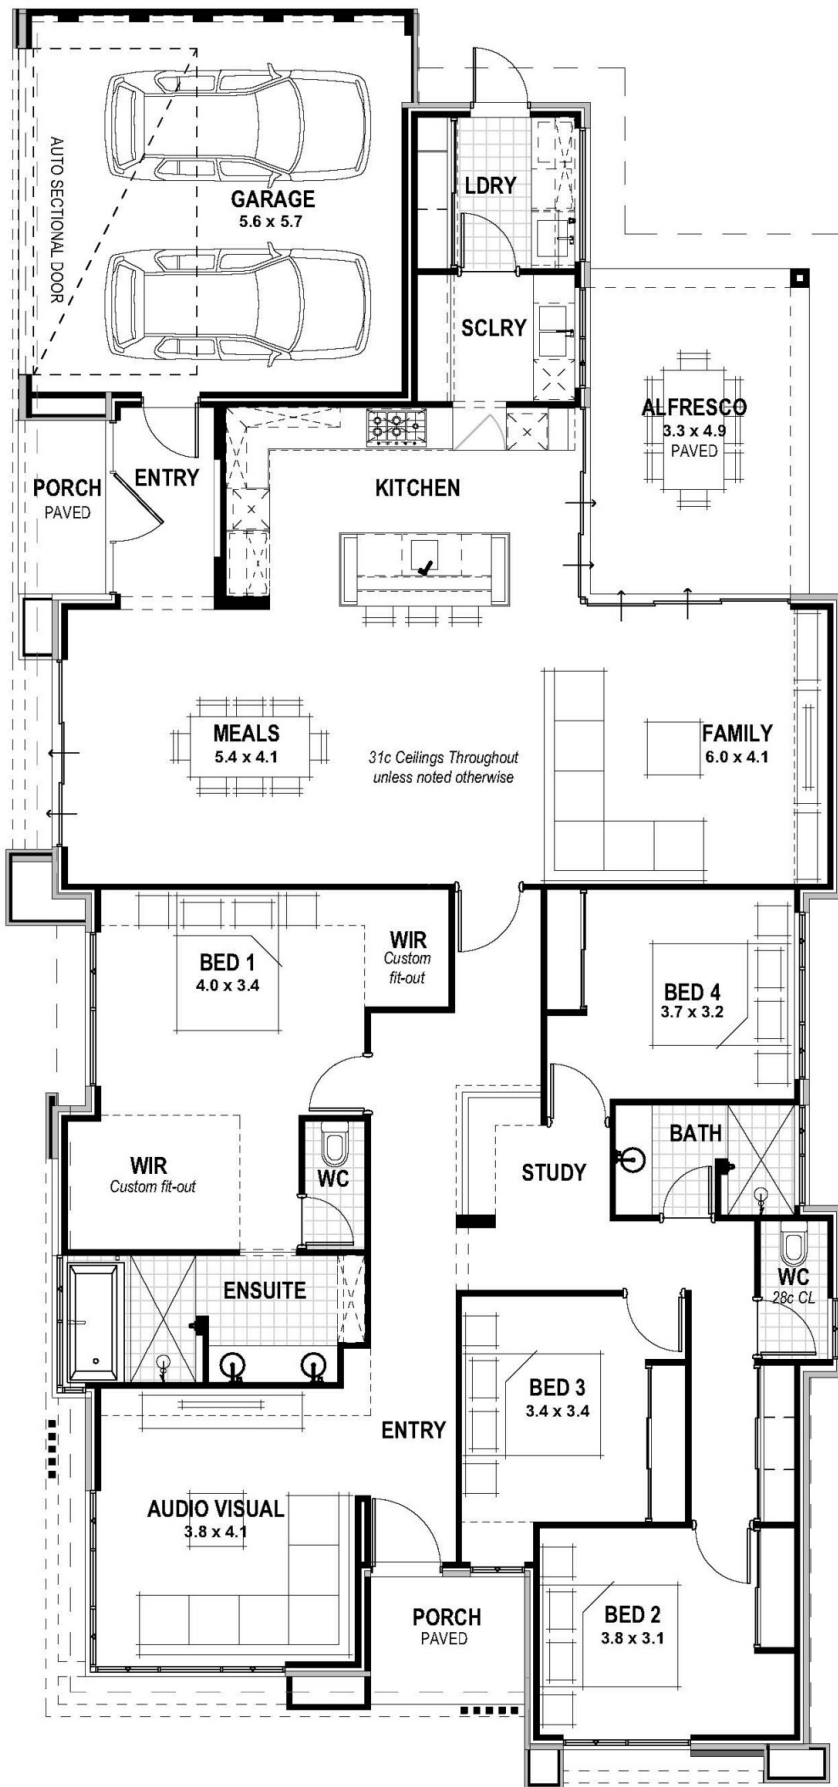 AUTO SECTIONAL DOOR
GARAGE
5.6 x 5.7
LDRY
SCLRY
ALFRESCO
3.3 x 4.9
PAVED
PORCH
PAVED
ENTRY
KITCHEN
MEALS
5.4 x 4.1
31c Ceilings Throughout
unless noted otherwise
FAMILY
6.0 x 4.1
BED 1
4.0 x 3.4
WIR
Custom
fit-out
BED 4
3.7 x 3.2
WIR
Custom fit-out
WC
STUDY
BATH
ENSUITE
WC
28c CL
BED 3
3.4 x 3.4
ENTRY
AUDIO VISUAL
3.8 x 4.1
PORCH
PAVED
BED 2
3.8 x 3.1